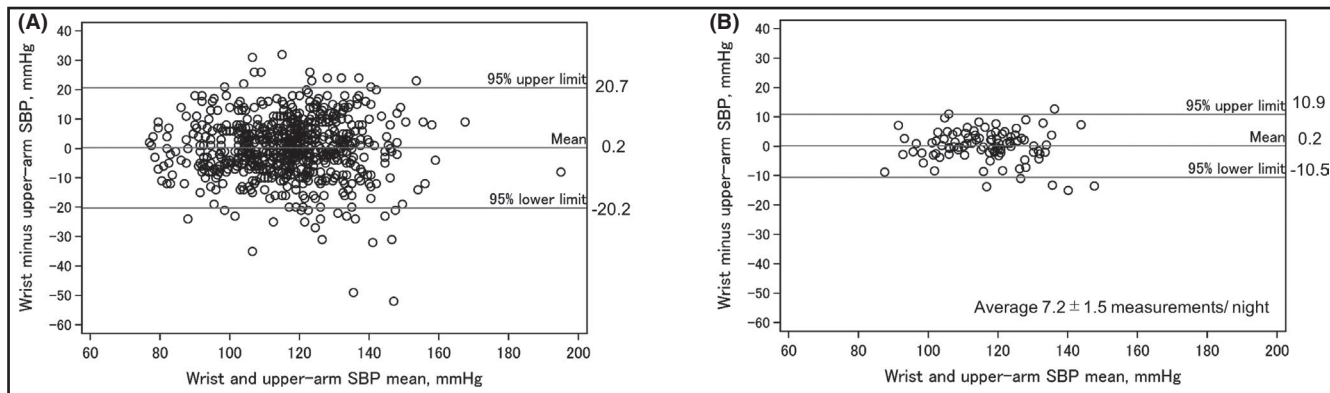 (A)
Wrist minus upper-arm SBP, mmHg
40
30
20
10
0
-10
-20
-30
-40
-50
-60
95% upper limit
20.7
Mean
0.2
95% lower limit
-20.2
60 80 100 120 140 160 180 200
Wrist and upper-arm SBP mean, mmHg
(B)
Wrist minus upper-arm SBP, mmHg
40
30
20
10
0
-10
-20
-30
-40
-50
-60
95% upper limit
10.9
Mean
0.2
95% lower limit
-10.5
Average 7.2 ± 1.5 measurements/ night
60 80 100 120 140 160 180 200
Wrist and upper-arm SBP mean, mmHg